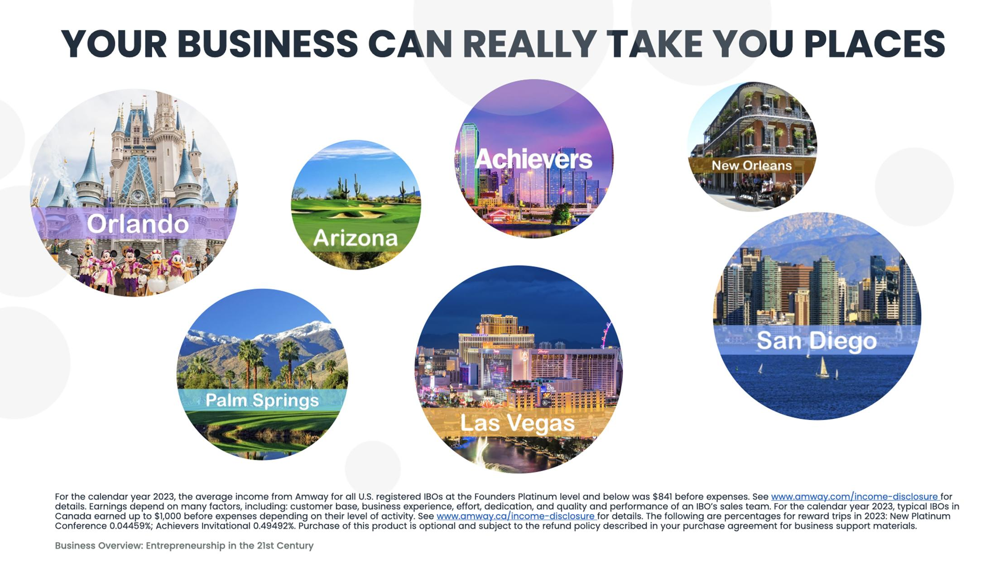 YOUR BUSINESS CAN REALLY TAKE YOU PLACES
Orlando
Arizona
Achievers
New Orleans
Palm Springs
Las Vegas
San Diego
For the calendar year 2023, the average income from Amway for all U.S. registered IBOs at the Founders Platinum level and below was $841 before expenses. See www.amway.com/income-disclosure for
details. Earnings depend on many factors, including: customer base, business experience, effort, dedication, and quality and performance of an IBO’s sales team. For the calendar year 2023, typical IBOs in
Canada earned up to $1,000 before expenses depending on their level of activity. See www.amway.ca/income-disclosure for details. The following are percentages for reward trips in 2023: New Platinum
Conference 0.04459%; Achievers Invitational 0.49492%. Purchase of this product is optional and subject to the refund policy described in your purchase agreement for business support materials.
Business Overview: Entrepreneurship in the 21st Century